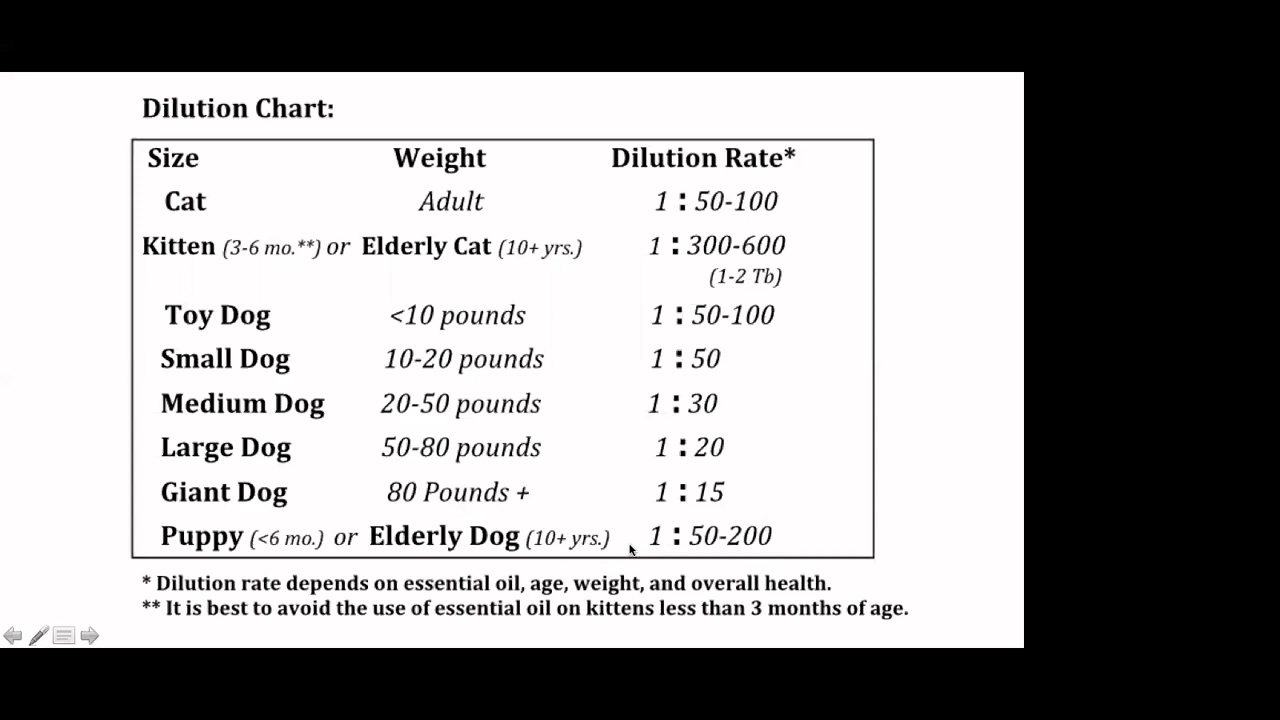 Dilution Chart:
Size Weight Dilution Rate*
Cat Adult 1 : 50-100
Kitten (3-6 mo.**) or Elderly Cat (10+ yrs.) 1 : 300-600
(1-2 Tb)
Toy Dog <10 pounds 1 : 50-100
Small Dog 10-20 pounds 1 : 50
Medium Dog 20-50 pounds 1 : 30
Large Dog 50-80 pounds 1 : 20
Giant Dog 80 Pounds + 1 : 15
Puppy (<6 mo.) or Elderly Dog (10+ yrs.) 1 : 50-200
* Dilution rate depends on essential oil, age, weight, and overall health.
** It is best to avoid the use of essential oil on kittens less than 3 months of age.